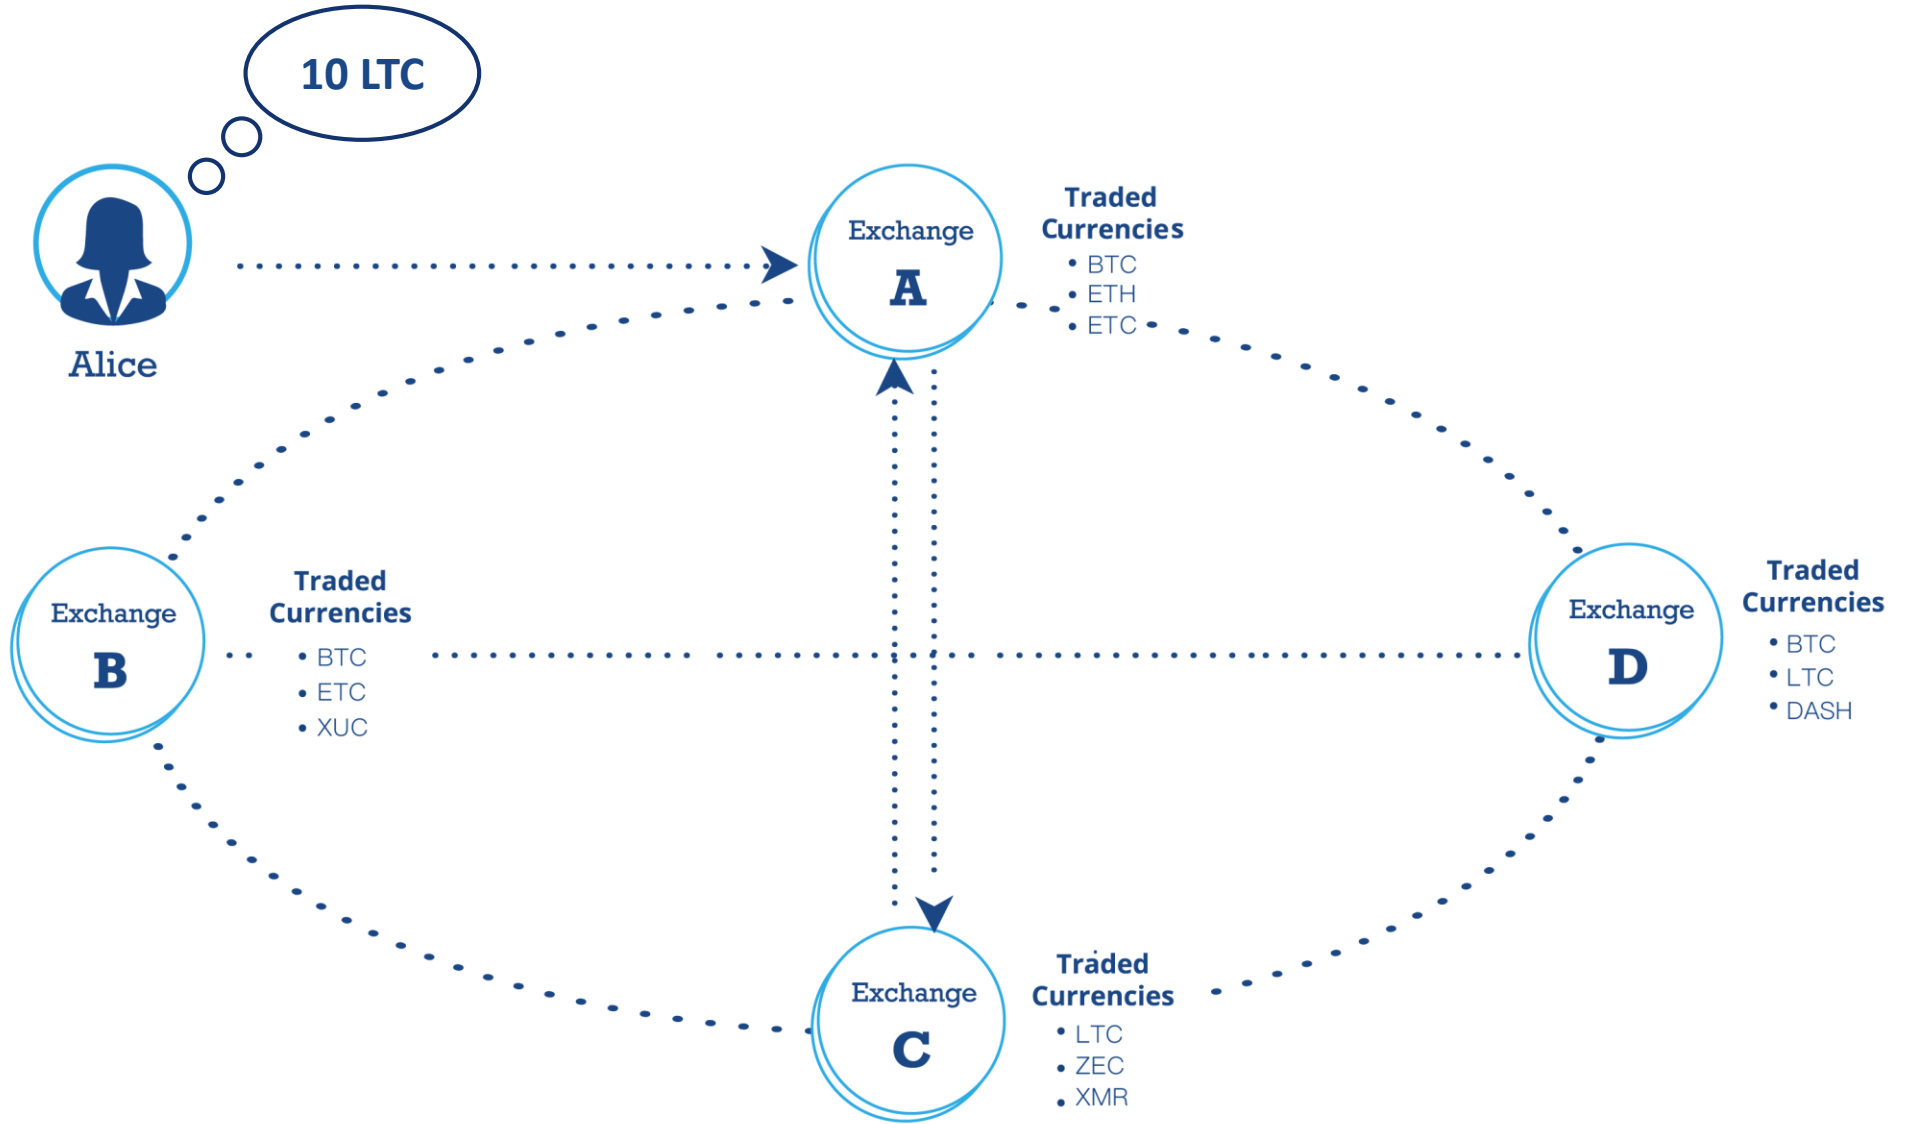 10 LTC
Alice
Exchange
A
Traded
Currencies
• BTC
• ETH
• ETC
Exchange
B
Traded
Currencies
• BTC
• ETC
• XUC
Exchange
D
Traded
Currencies
• BTC
• LTC
• DASH
Exchange
C
Traded
Currencies
• LTC
• ZEC
• XMR